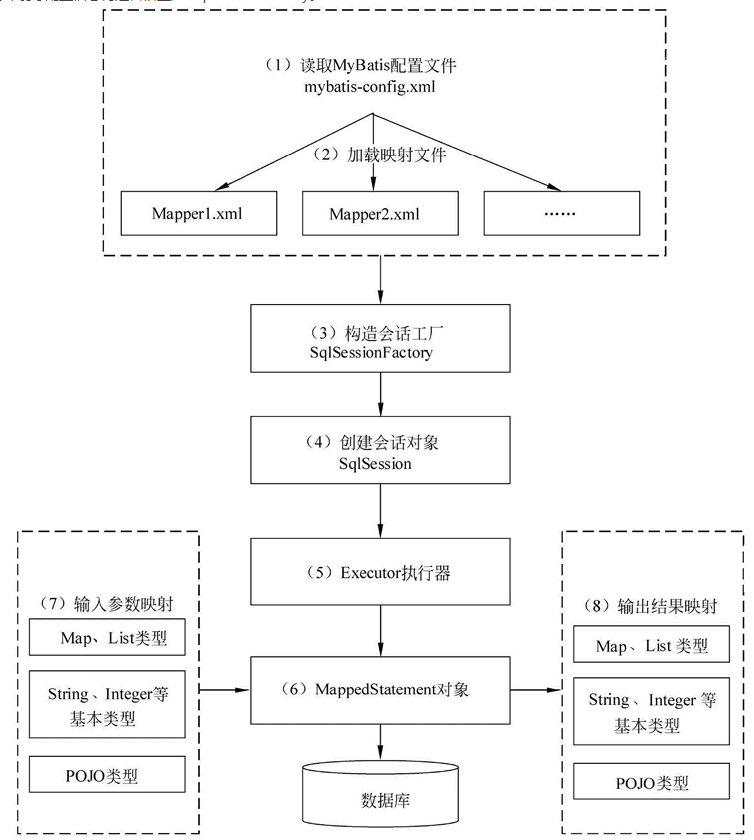 （1）读取MyBatis配置文件
mybatis-config.xml
（2）加载映射文件
Mapper1.xml
Mapper2.xml
……
（3）构造会话工厂
SqlSessionFactory
（4）创建会话对象
SqlSession
（5）Executor执行器
（7）输入参数映射
Map、List类型
String、Integer等
基本类型
POJO类型
（6）MappedStatement对象
（8）输出结果映射
Map、List 类型
String、Integer 等
基本类型
POJO类型
数据库